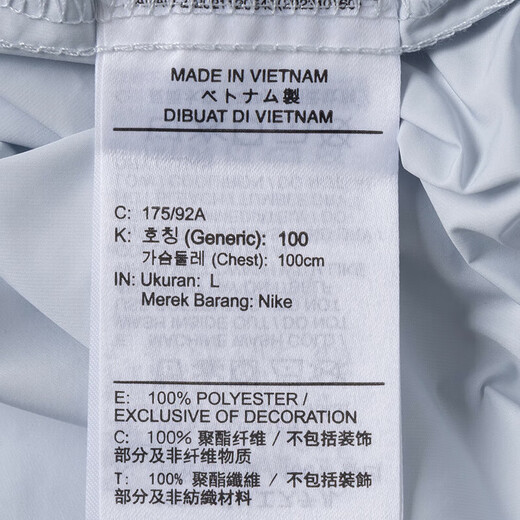 MADE IN VIETNAM
ベトナム製
DIBUAT DI VIETNAM
C: 175/92A
K: 호칭 (Generic): 100
가슴둘레 (Chest): 100cm
IN: Ukuran: L
Merek Barang: Nike
E: 100% POLYESTER /
EXCLUSIVE OF DECORATION
C: 100% 聚酯纤维 / 不包括装饰
部分及非纤维物质
T: 100% 聚酯纖維 / 不包括裝飾
部分及非紡織材料